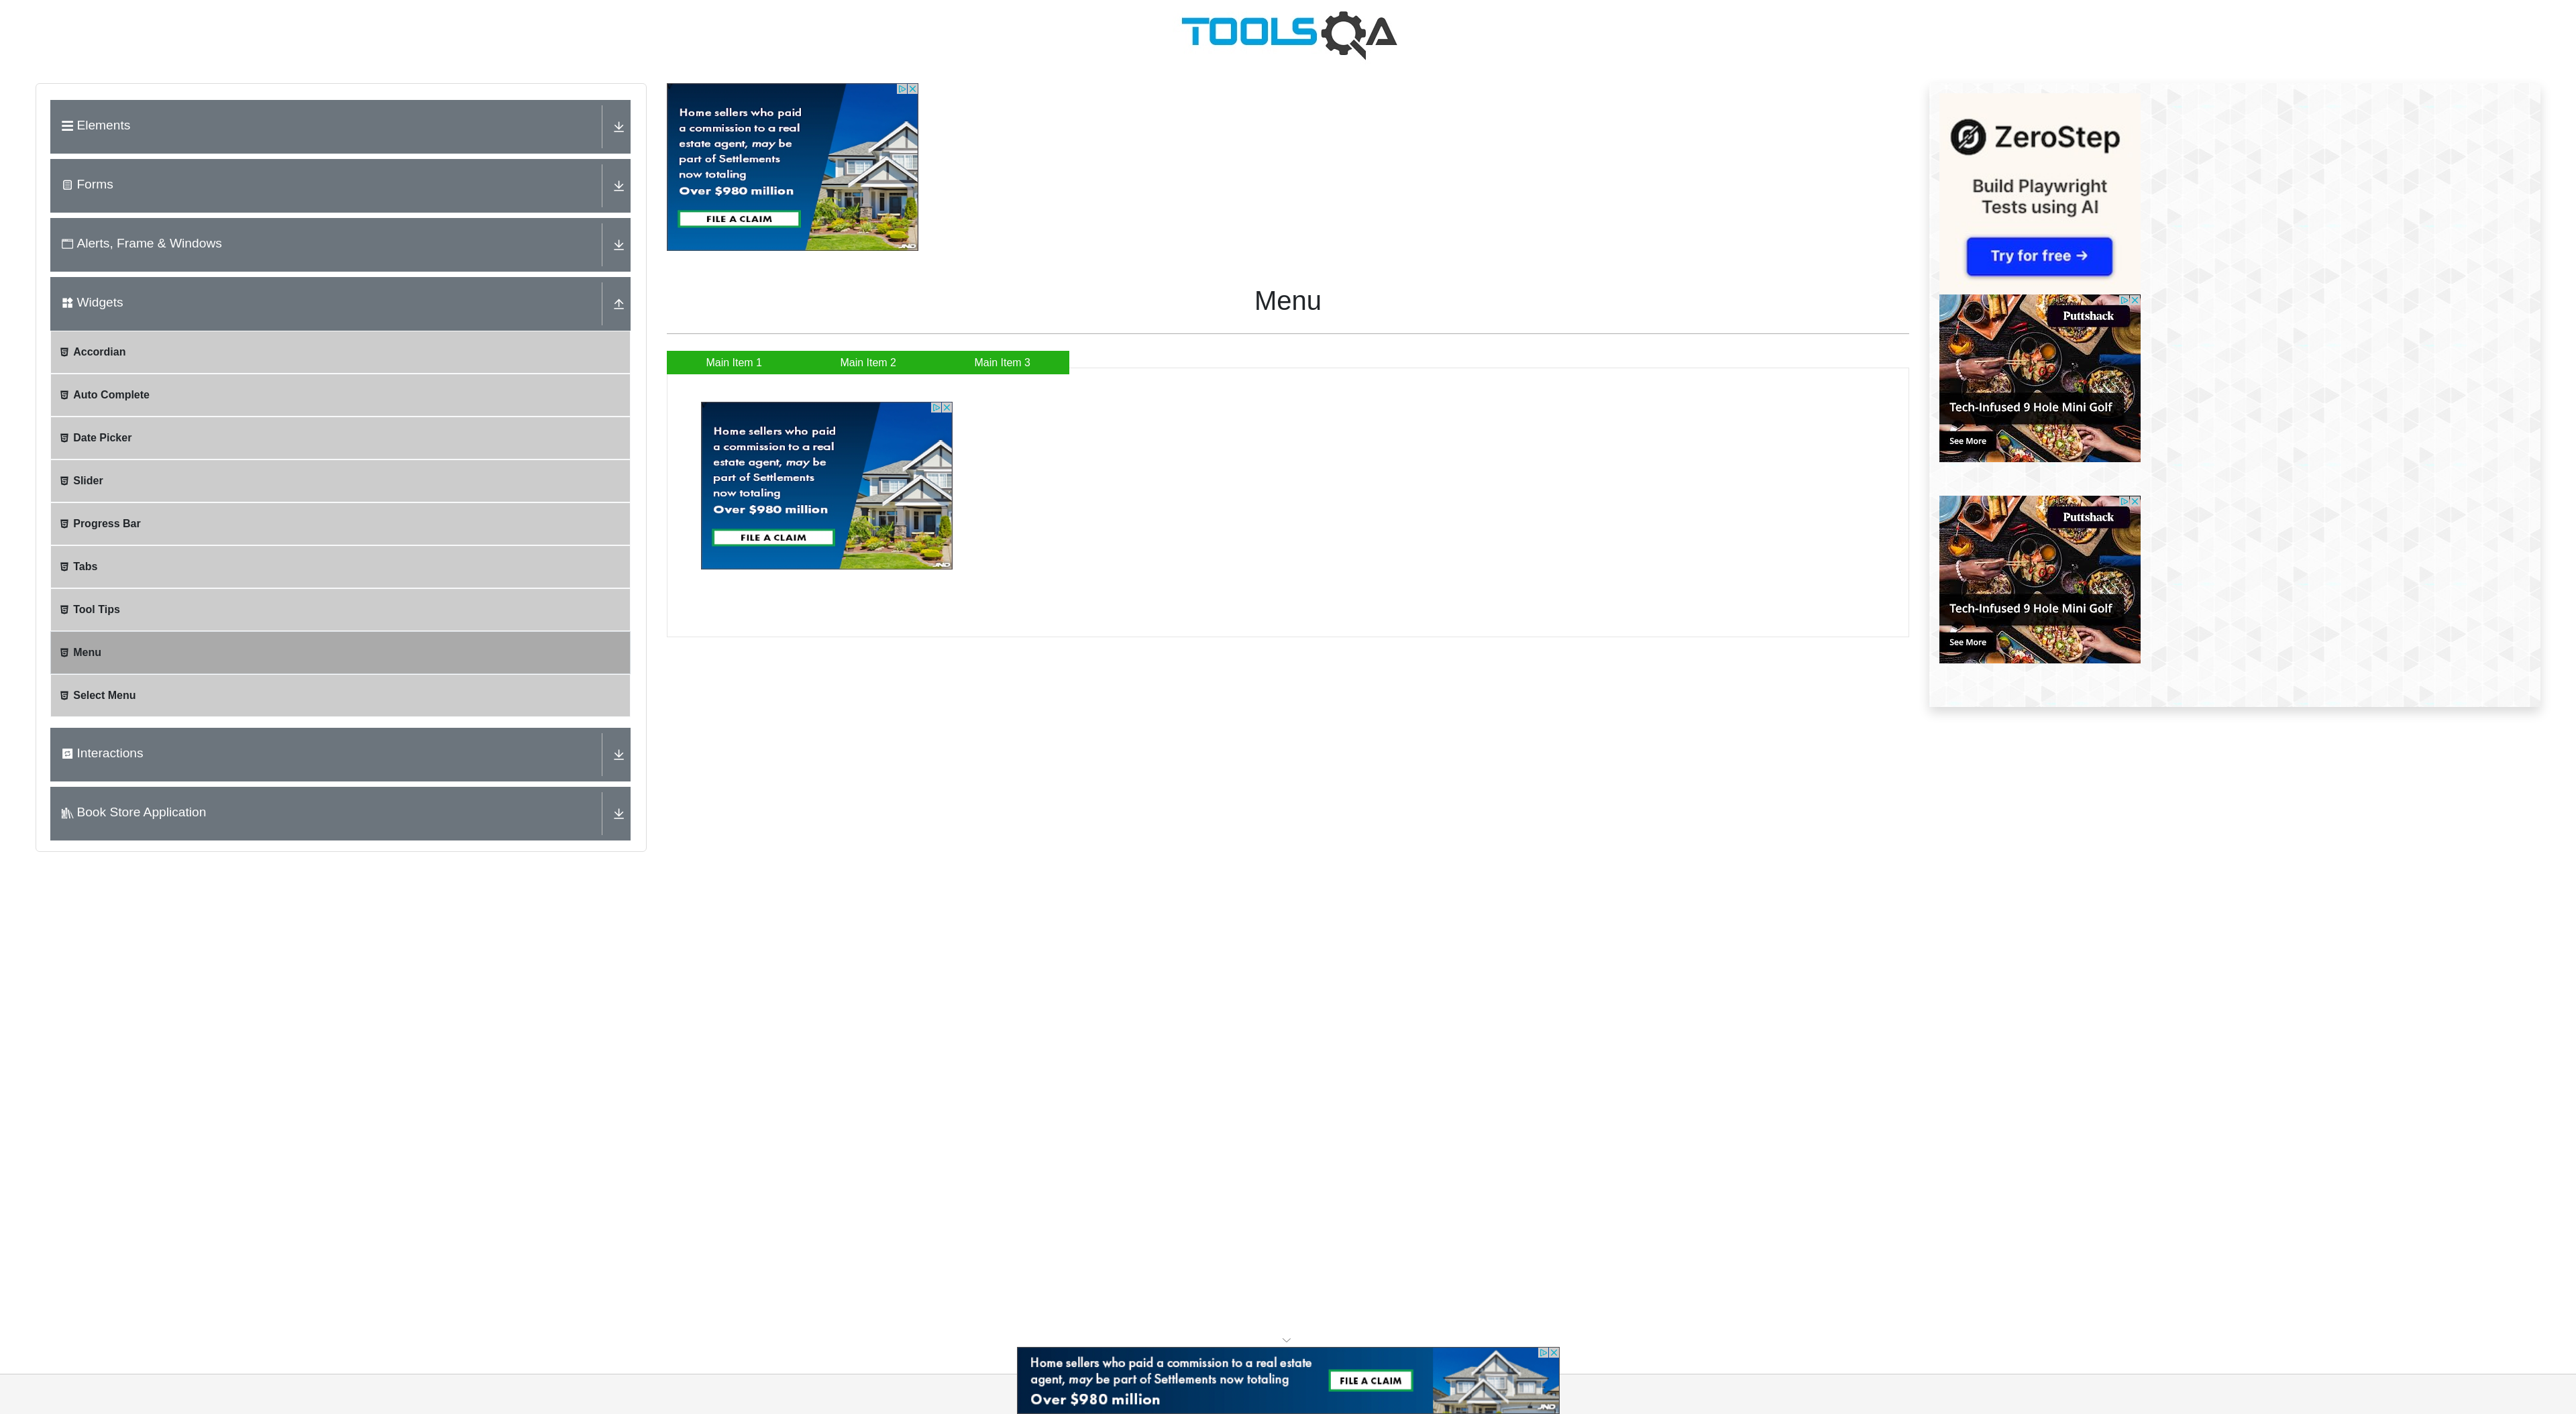 TOOLSQA
Elements
Forms
Alerts, Frame & Windows
Widgets
Accordian
Auto Complete
Date Picker
Slider
Progress Bar
Tabs
Tool Tips
Menu
Select Menu
Interactions
Book Store Application
Home sellers who paid
a commission to a real
estate agent, may be
part of Settlements
now totaling
Over $980 million
FILE A CLAIM
JND
Menu
Main Item 1
Main Item 2
Main Item 3
Home sellers who paid
a commission to a real
estate agent, may be
part of Settlements
now totaling
Over $980 million
FILE A CLAIM
JND
ZeroStep
Build Playwright
Tests using AI
Try for free →
Puttshack
Tech-Infused 9 Hole Mini Golf
See More
Puttshack
Tech-Infused 9 Hole Mini Golf
See More
Home sellers who paid a commission to a real estate
agent, may be part of Settlements now totaling
Over $980 million
FILE A CLAIM
JND